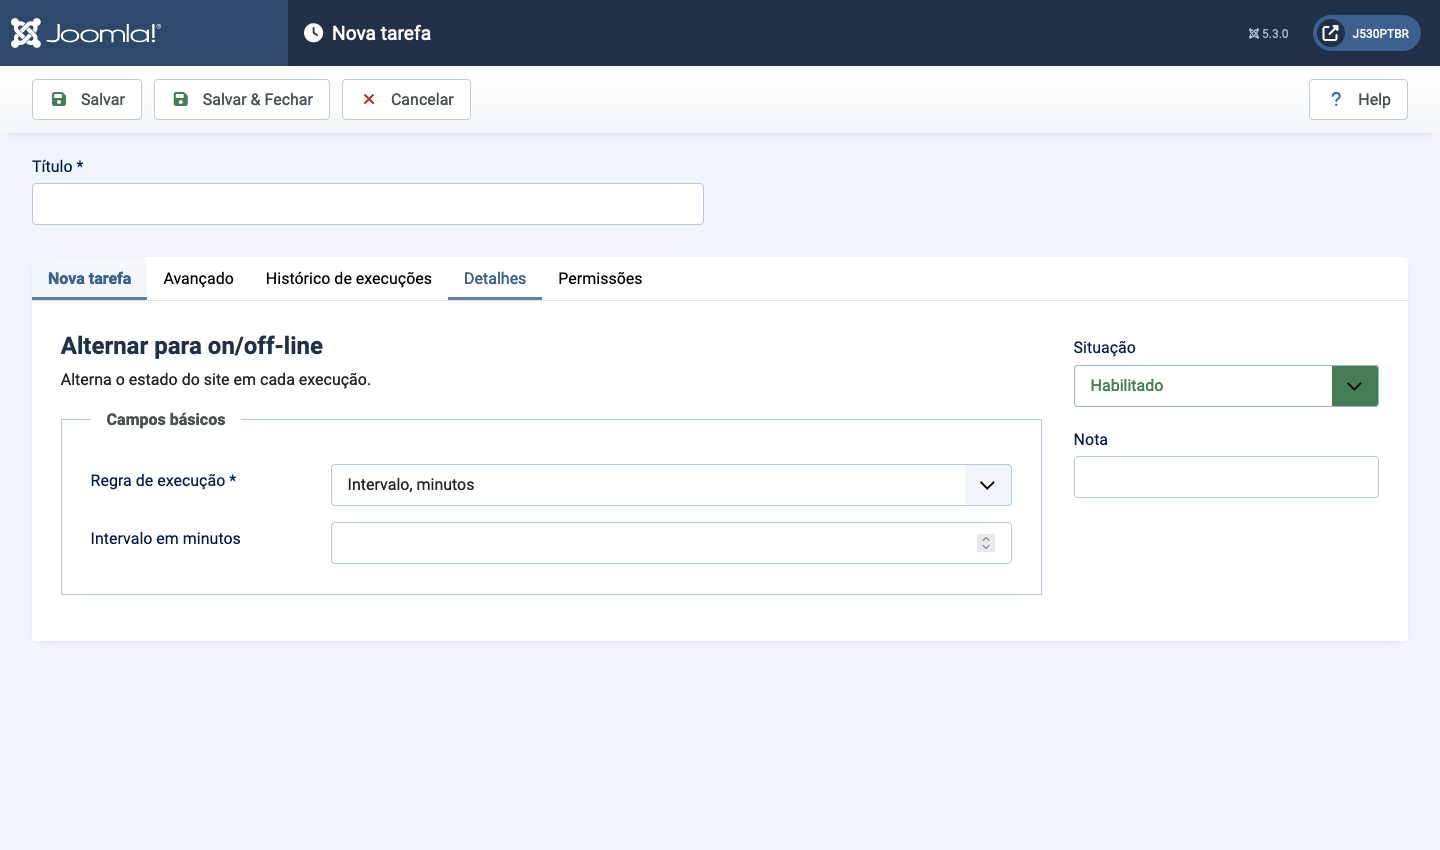 Joomla!®
Nova tarefa
5.3.0
J530PTBR
Salvar
Salvar & Fechar
Cancelar
? Help
Título *
Nova tarefa
Avançado
Histórico de execuções
Detalhes
Permissões
Alternar para on/off-line
Alterna o estado do site em cada execução.
Campos básicos
Regra de execução *
Intervalo, minutos
Intervalo em minutos
Situação
Habilitado
Nota